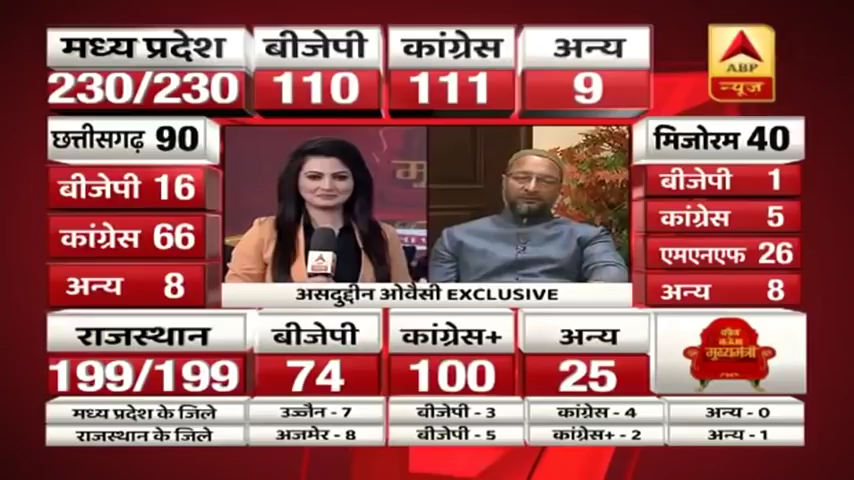 मध्य प्रदेश बीजेपी कांग्रेस अन्य
230/230 110 111 9
ABP
न्यूज़
छत्तीसगढ़ 90
बीजेपी 16
कांग्रेस 66
अन्य 8
मिजोरम 40
बीजेपी 1
कांग्रेस 5
एमएनएफ 26
अन्य 8
असदुद्दीन ओवैसी EXCLUSIVE
राजस्थान बीजेपी कांग्रेस+ अन्य
199/199 74 100 25
कौन
मुख्यमंत्री
मध्य प्रदेश के जिले उज्जैन - 7 बीजेपी - 3 कांग्रेस - 4 अन्य - 0
राजस्थान के जिले अजमेर - 8 बीजेपी - 5 कांग्रेस+ - 2 अन्य - 1